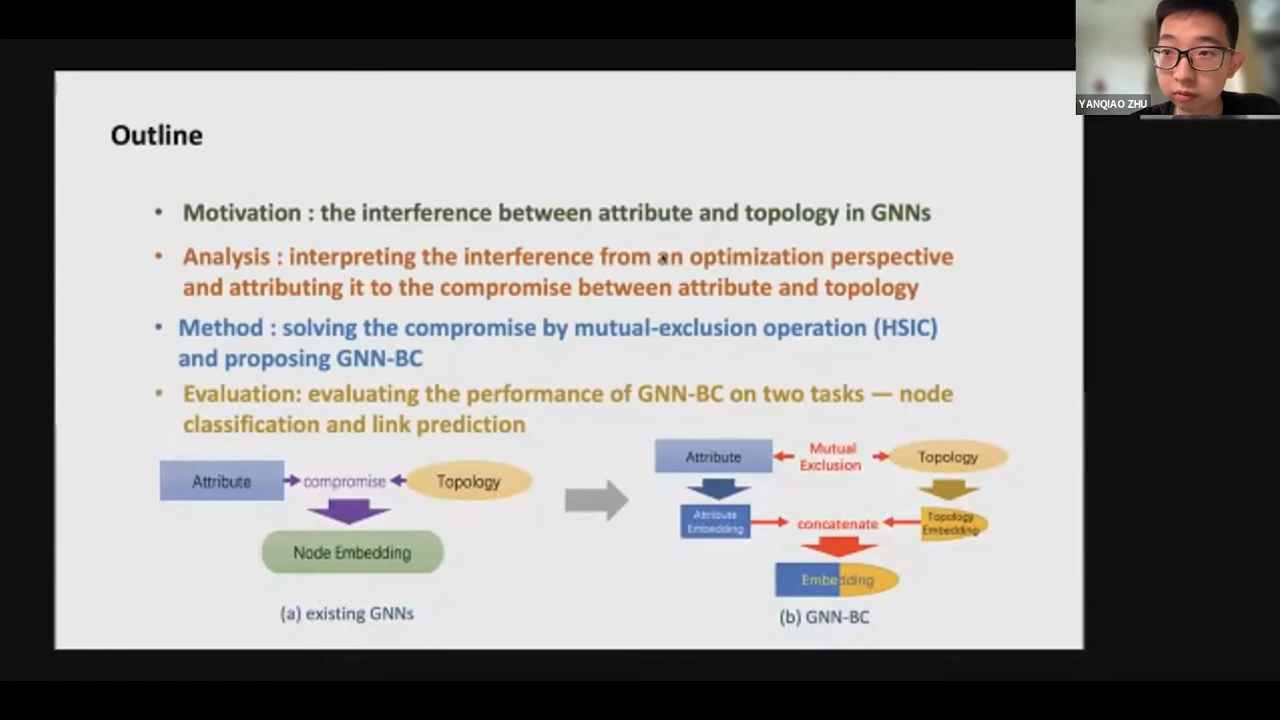 YANQIAO ZHU
Outline
• Motivation : the interference between attribute and topology in GNNs
• Analysis : interpreting the interference from an optimization perspective
and attributing it to the compromise between attribute and topology
• Method : solving the compromise by mutual-exclusion operation (HSIC)
and proposing GNN-BC
• Evaluation: evaluating the performance of GNN-BC on two tasks — node
classification and link prediction
Attribute
compromise
Topology
Node Embedding
(a) existing GNNs
Attribute
Mutual
Exclusion
Topology
Attribute
Embedding
concatenate
Topology
Embedding
Embedding
(b) GNN-BC